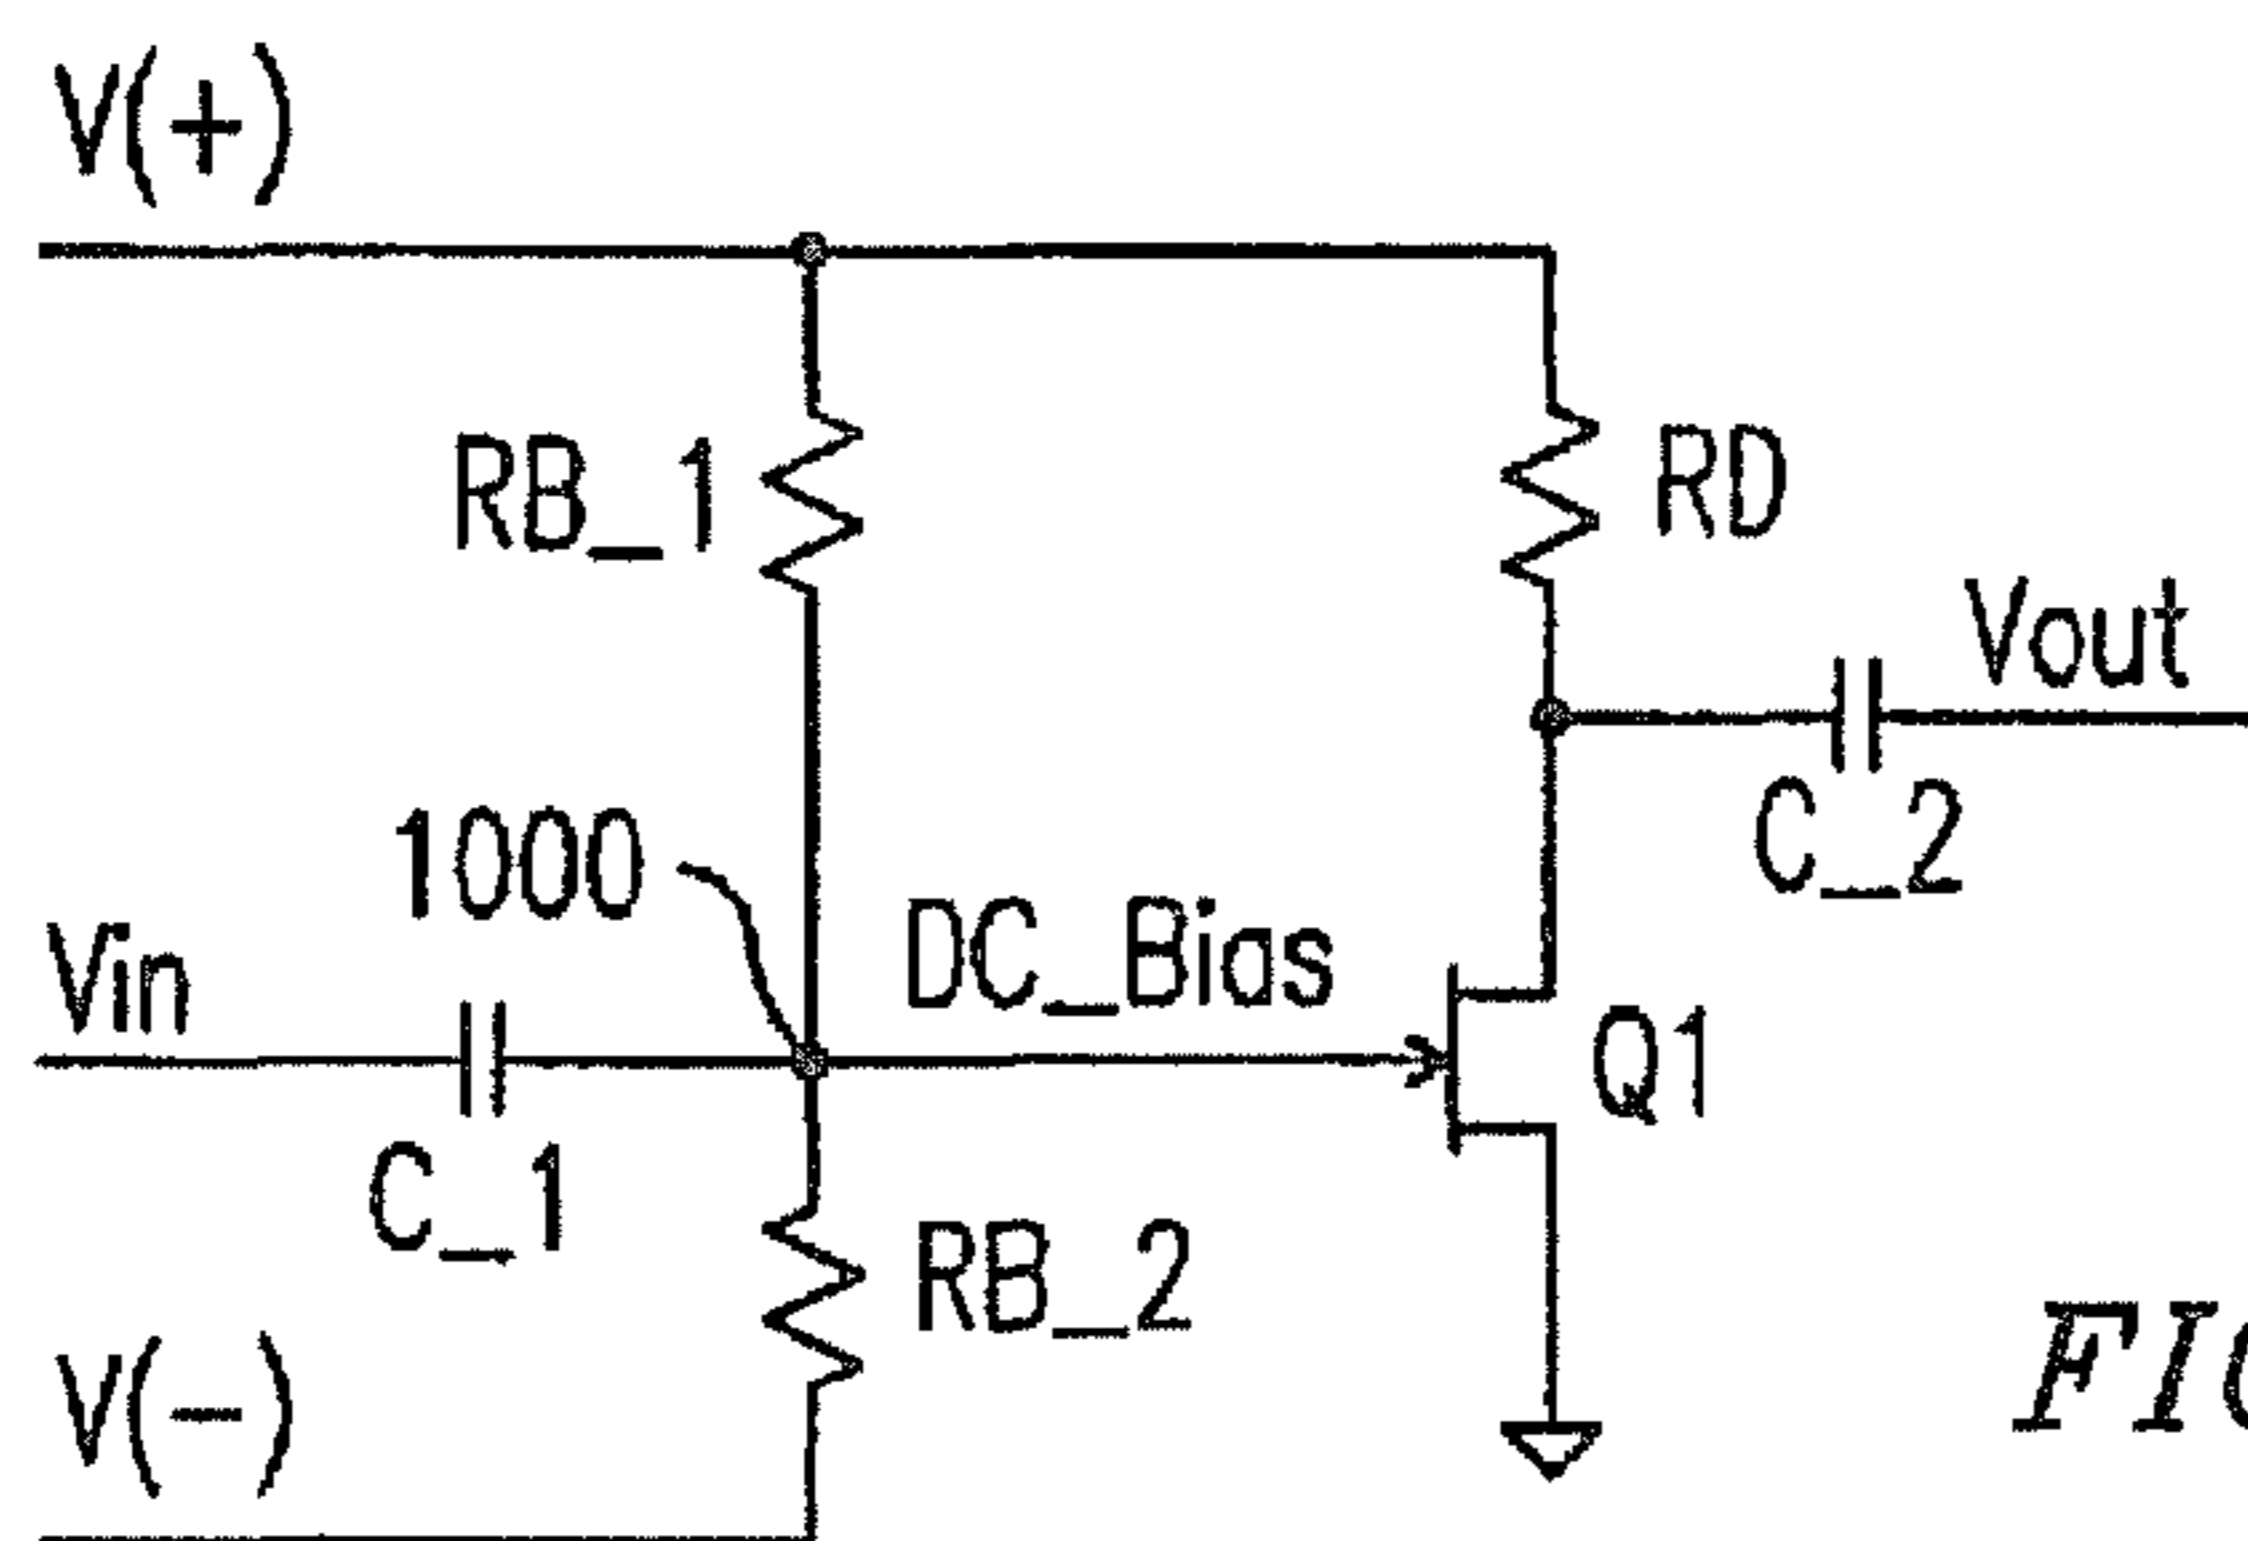 V(+)
RB_1
RD
Vout
1000
C_2
DC_Bias
Vin
Q1
C_1
RB_2
V(-)